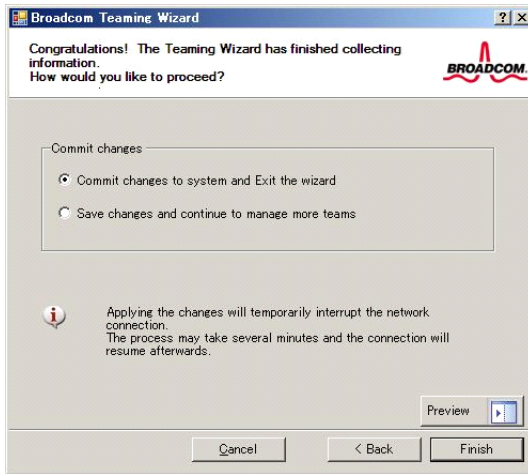 Broadcom Teaming Wizard
Congratulations! The Teaming Wizard has finished collecting
information.
How would you like to proceed?
BROADCOM.
Commit changes
Commit changes to system and Exit the wizard
Save changes and continue to manage more teams
Applying the changes will temporarily interrupt the network
connection.
The process may take several minutes and the connection will
resume afterwards.
Preview
Cancel
< Back
Finish